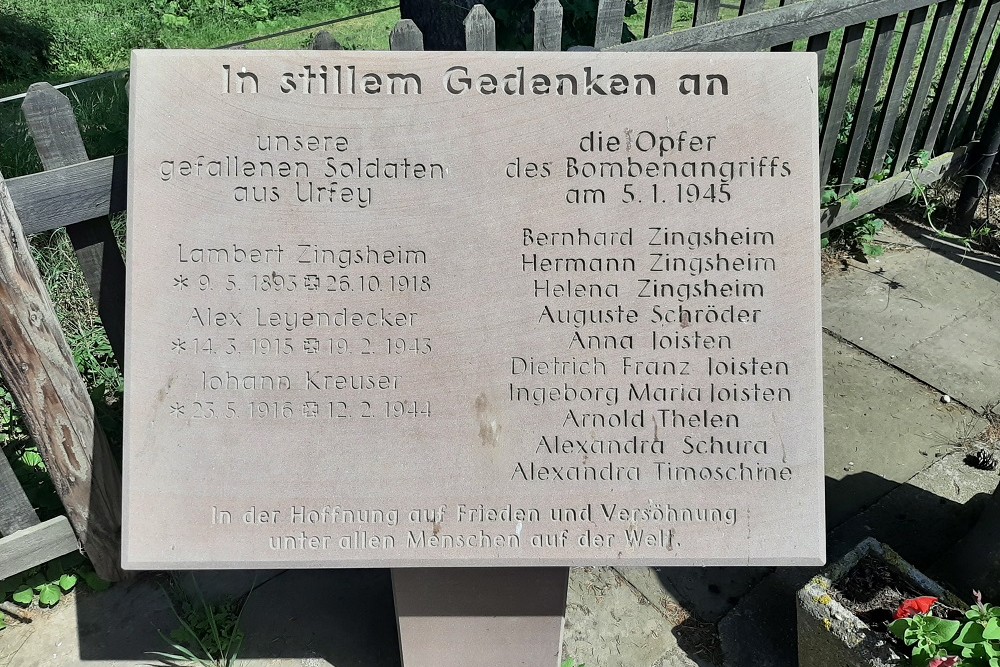 In stillem Gedenken an
unsere
gefallenen Soldaten
aus Urfey
Lambert Zingsheim
* 9. 5. 1893 ✠ 26.10.1918
Alex Leyendecker
* 14. 3. 1915 ✠ 19. 2. 1943
Johann Kreuser
* 23. 5. 1916 ✠ 12. 2. 1944
die Opfer
des Bombenangriffs
am 5. 1. 1945
Bernhard Zingsheim
Hermann Zingsheim
Helena Zingsheim
Auguste Schröder
Anna Joisten
Dietrich Franz Joisten
Ingeborg Maria Joisten
Arnold Thelen
Alexandra Schura
Alexandra Timoschine
In der Hoffnung auf Frieden und Versöhnung
unter allen Menschen auf der Welt.